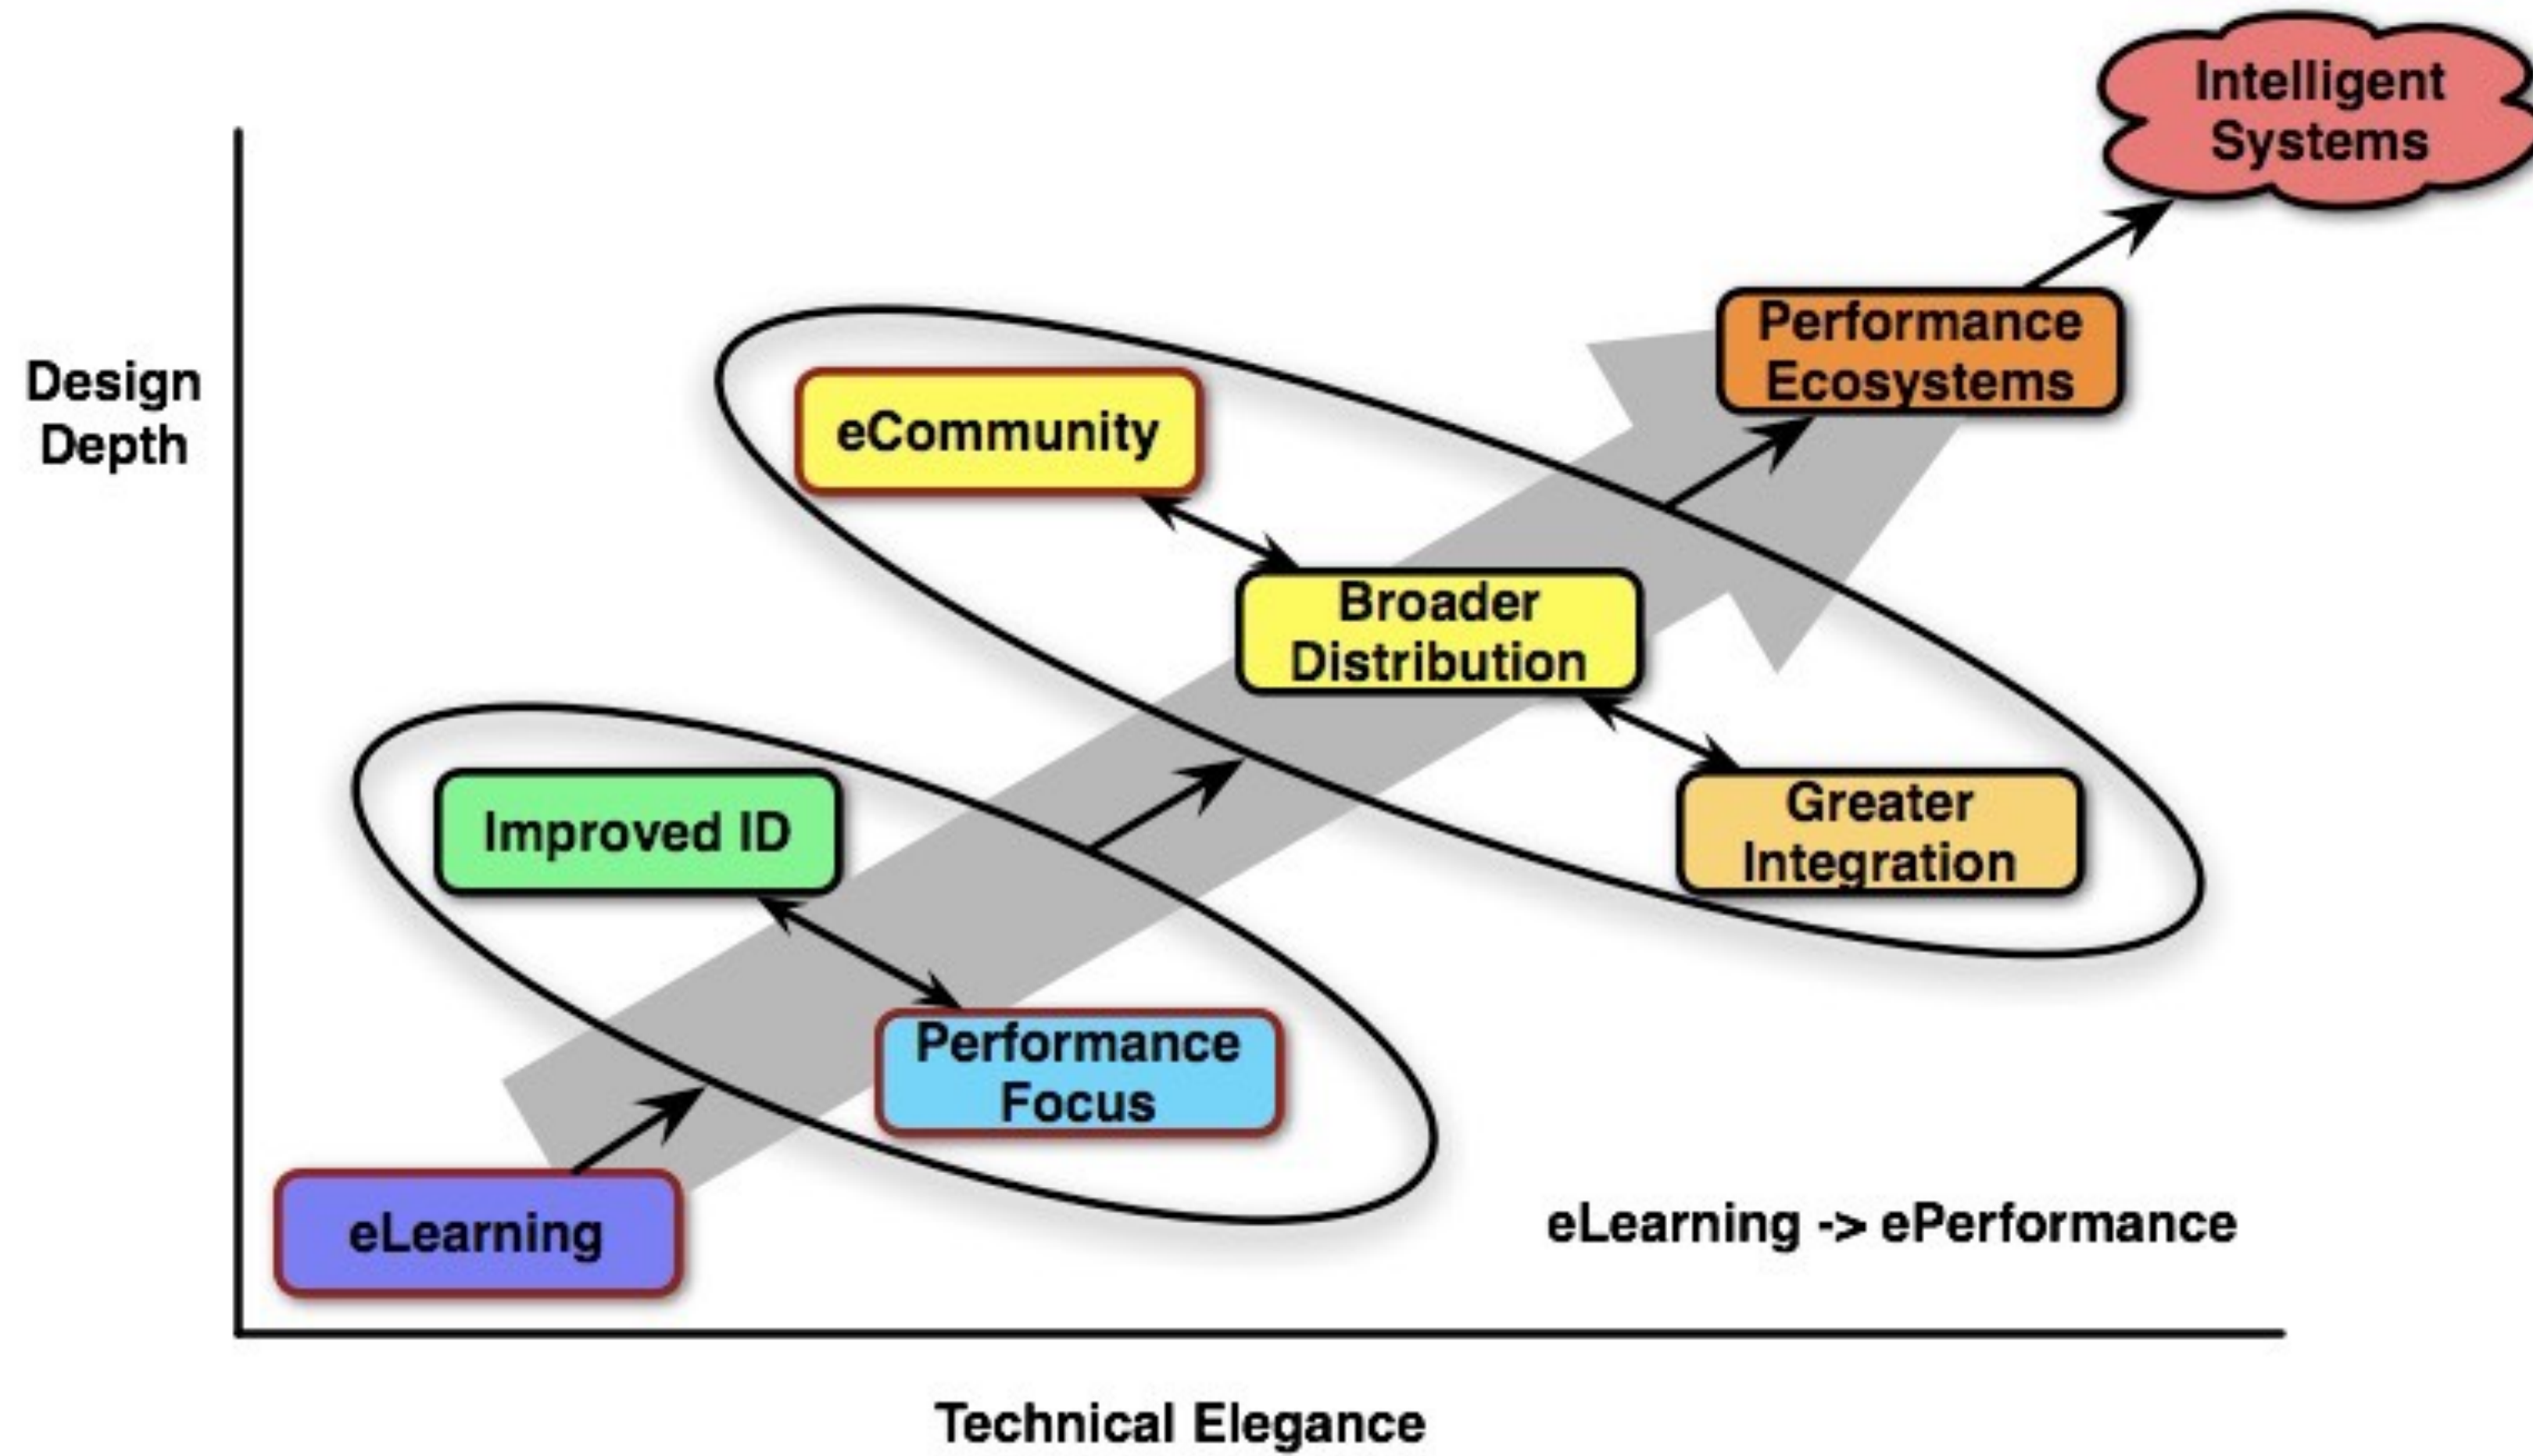 Intelligent
Systems
Performance
Ecosystems
Design
Depth
eCommunity
Broader
Distribution
Improved ID
Greater
Integration
Performance
Focus
eLearning
eLearning -> ePerformance
Technical Elegance